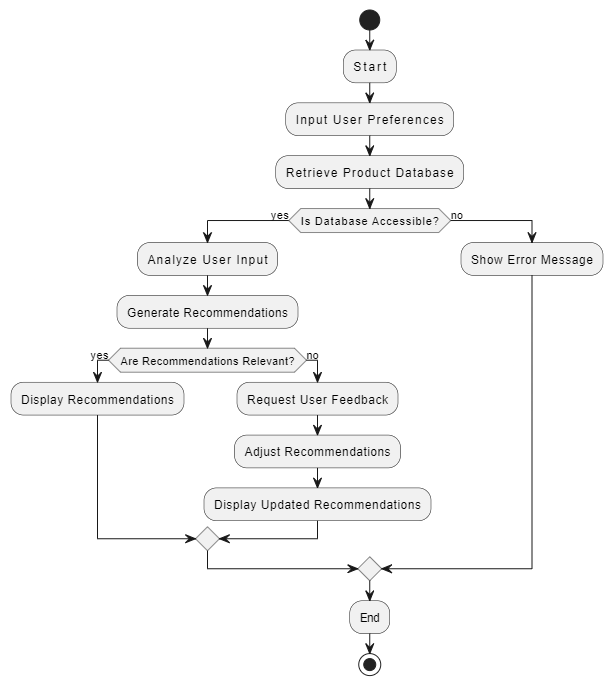 Start
Input User Preferences
Retrieve Product Database
yes
Is Database Accessible?
no
Analyze User Input
Show Error Message
Generate Recommendations
yes
Are Recommendations Relevant?
no
Display Recommendations
Request User Feedback
Adjust Recommendations
Display Updated Recommendations
End